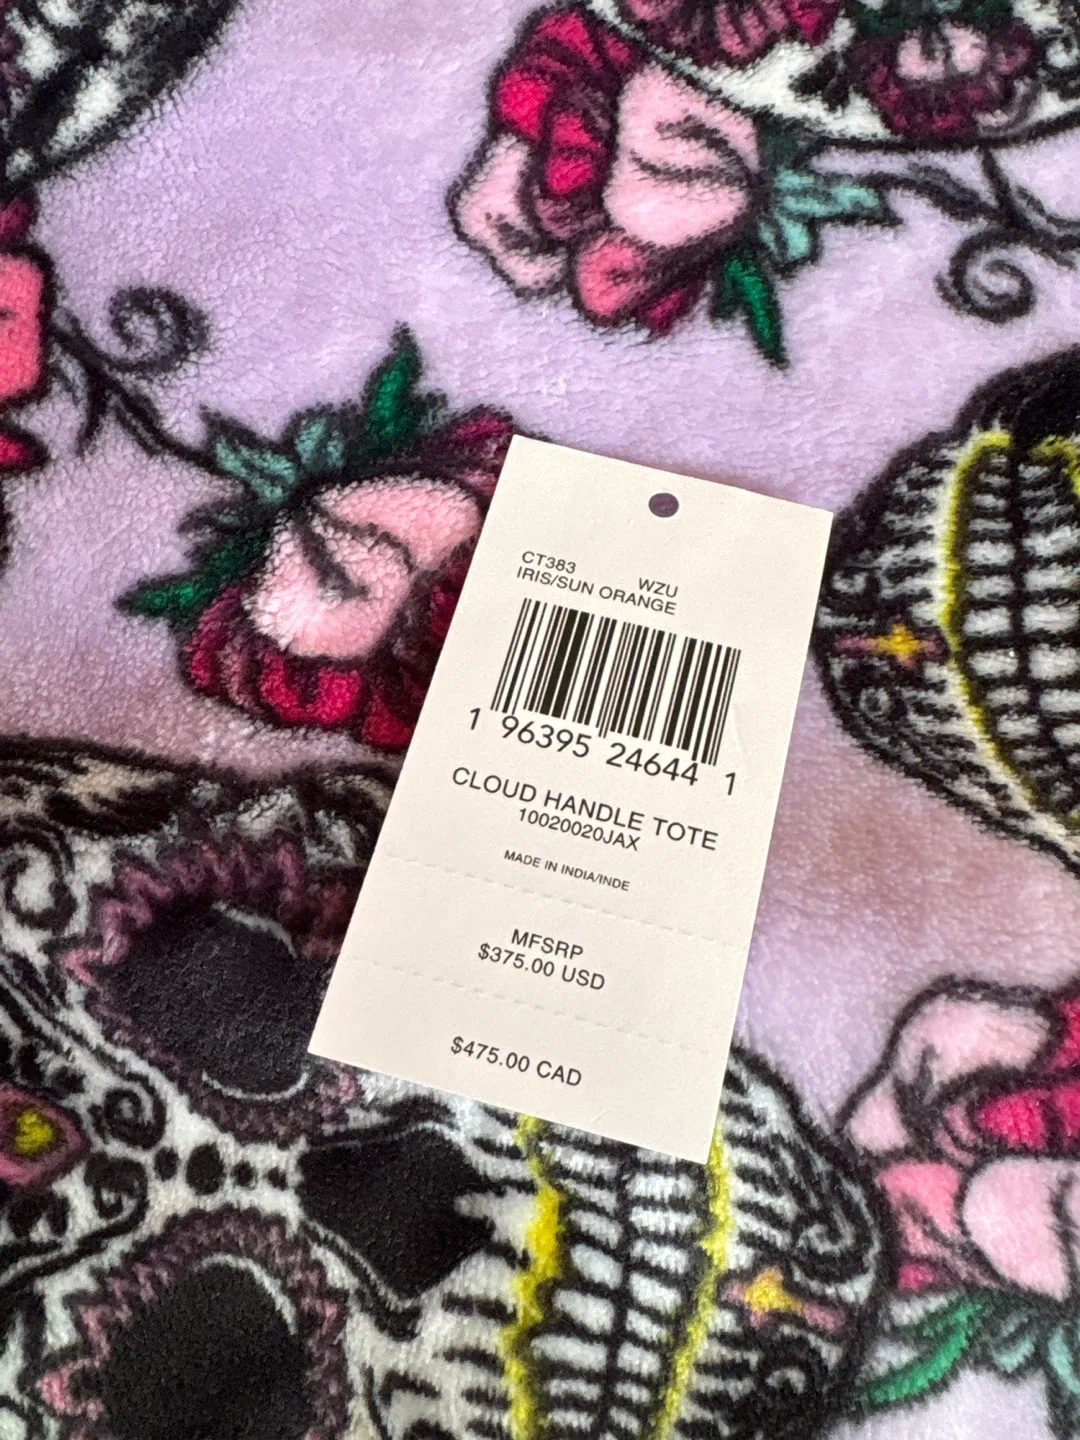 CT383 WZU
IRIS/SUN ORANGE
1 96395 24644 1
CLOUD HANDLE TOTE
10020020JAX
MADE IN INDIA/INDE
MFSRP
$375.00 USD
$475.00 CAD